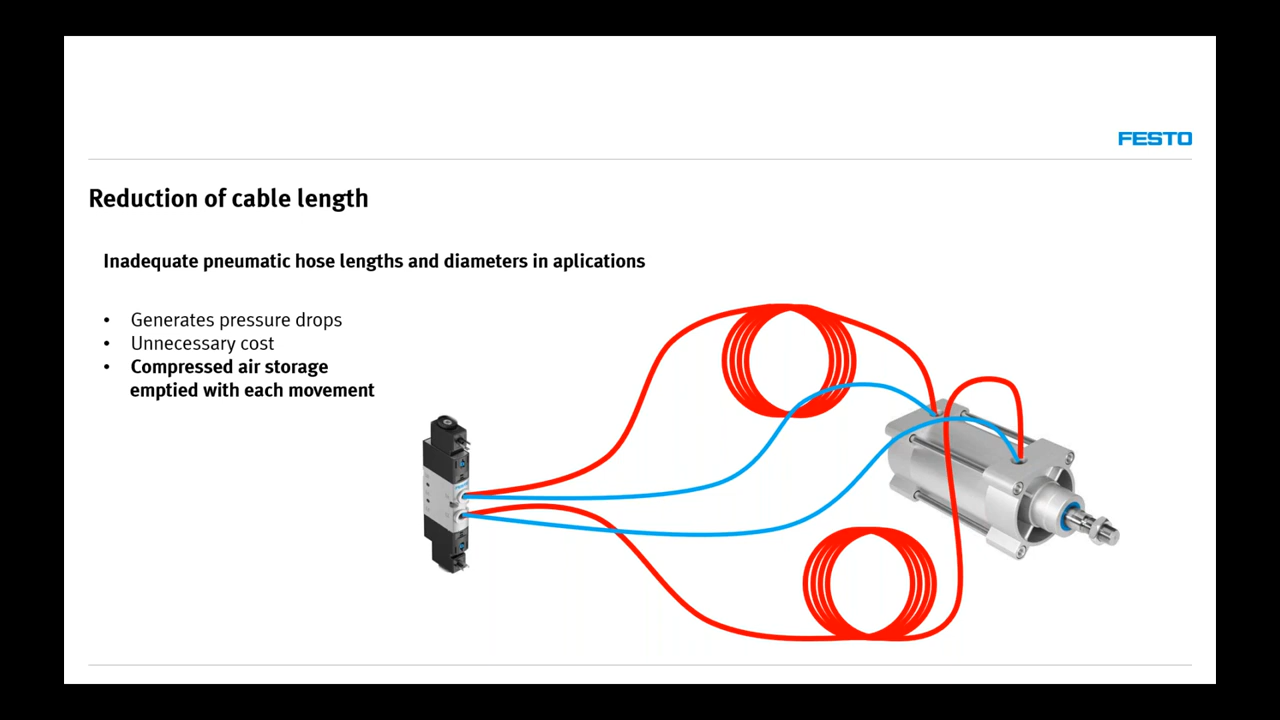 FESTO
Reduction of cable length
Inadequate pneumatic hose lengths and diameters in aplications
• Generates pressure drops
• Unnecessary cost
• Compressed air storage
emptied with each movement